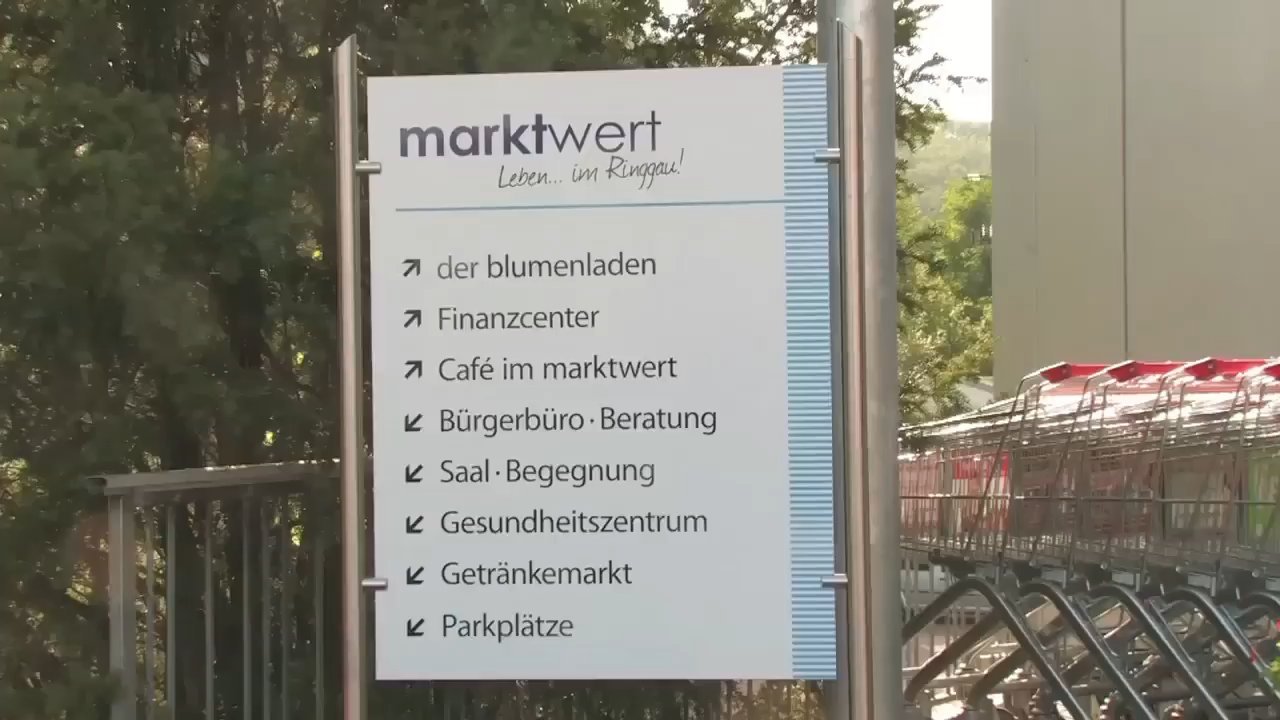 marktwert
Leben... im Ringgau!
der blumenladen
Finanzcenter
Café im marktwert
Bürgerbüro · Beratung
Saal · Begegnung
Gesundheitszentrum
Getränkemarkt
Parkplätze